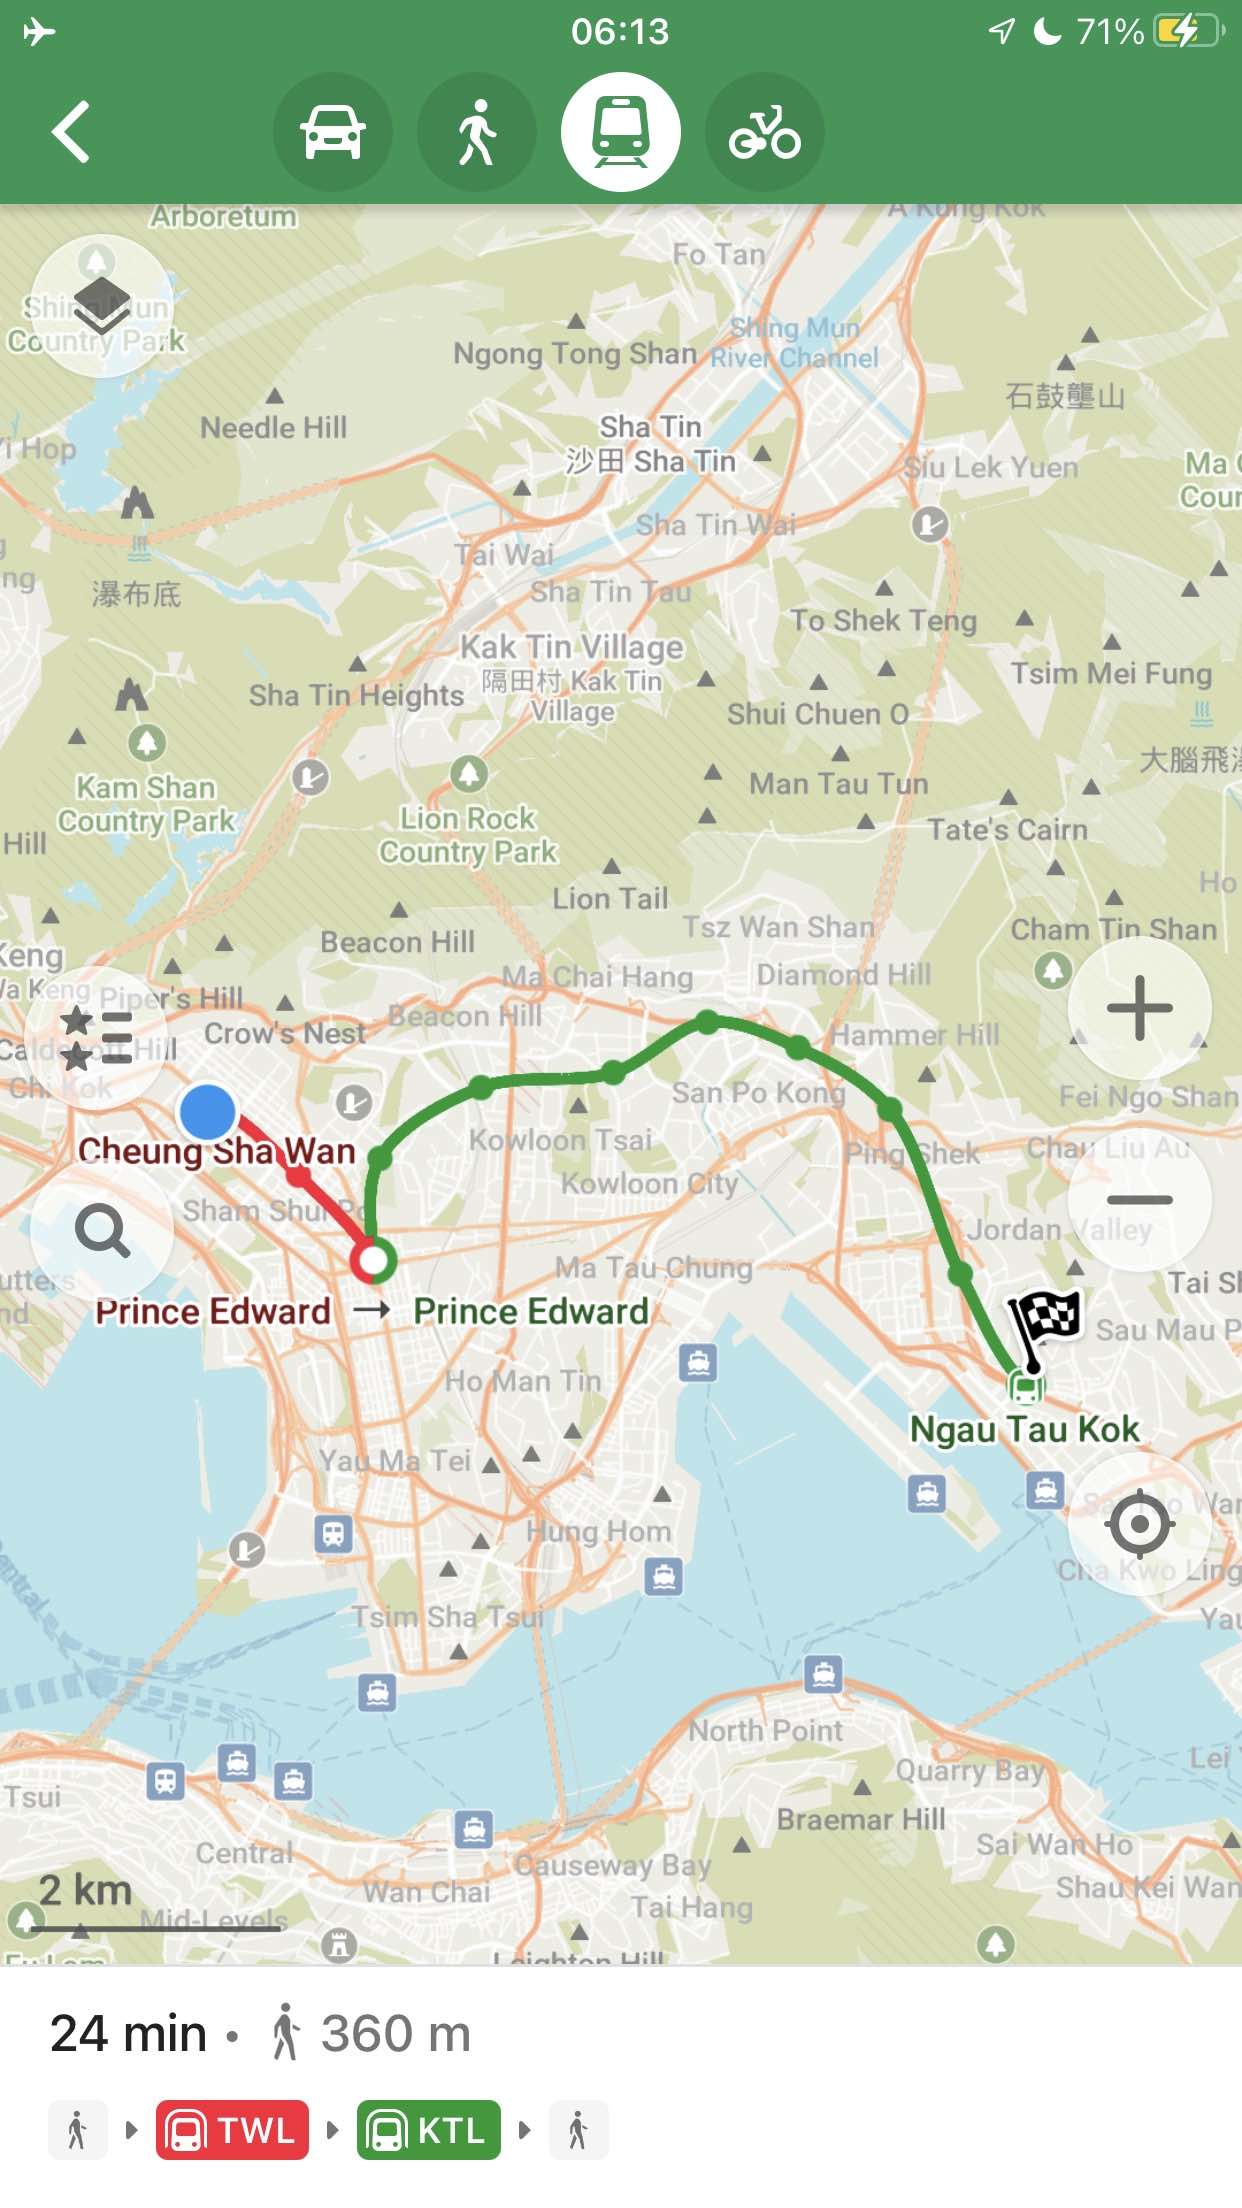 06:13
71%
Arboretum
A Kung Kok
Fo Tan
Shing Mun
Country Park
Shing Mun
River Channel
Ngong Tong Shan
石鼓壟山
Needle Hill
Sha Tin
沙田 Sha Tin
Yi Hop
Siu Lek Yuen
Ma
Coun
Sha Tin Wai
Tai Wai
ng
瀑布底
Sha Tin Tau
To Shek Teng
Kak Tin Village
隔田村 Kak Tin
Village
Tsim Mei Fung
Sha Tin Heights
Shui Chuen O
大腦飛瀑
Kam Shan
Country Park
Man Tau Tun
Lion Rock
Country Park
Tate's Cairn
Hill
Lion Tail
Ho
Tsz Wan Shan
Cham Tin Shan
Beacon Hill
Keng
Wa Keng
Ma Chai Hang
Diamond Hill
Piper's Hill
Beacon Hill
Crow's Nest
Hammer Hill
Caldecott Hill
Chi Kok
San Po Kong
Fei Ngo Shan
Cheung Sha Wan
Kowloon Tsai
Ping Shek
Chau Liu Au
Kowloon City
Sham Shui Po
Jordan Valley
utters
nd
Ma Tau Chung
Tai Sh
Prince Edward → Prince Edward
Sau Mau P
Ho Man Tin
Ngau Tau Kok
Yau Ma Tei
Hung Hom
Cha Kwo Ling
Central
Tsim Sha Tsui
Yau
North Point
Lei
Quarry Bay
Tsui
Braemar Hill
Sai Wan Ho
Central
Causeway Bay
Shau Kei Wan
Wan Chai
2 km
Tai Hang
Mid-Levels
Leighton Hill
24 min • 360 m
TWL
KTL